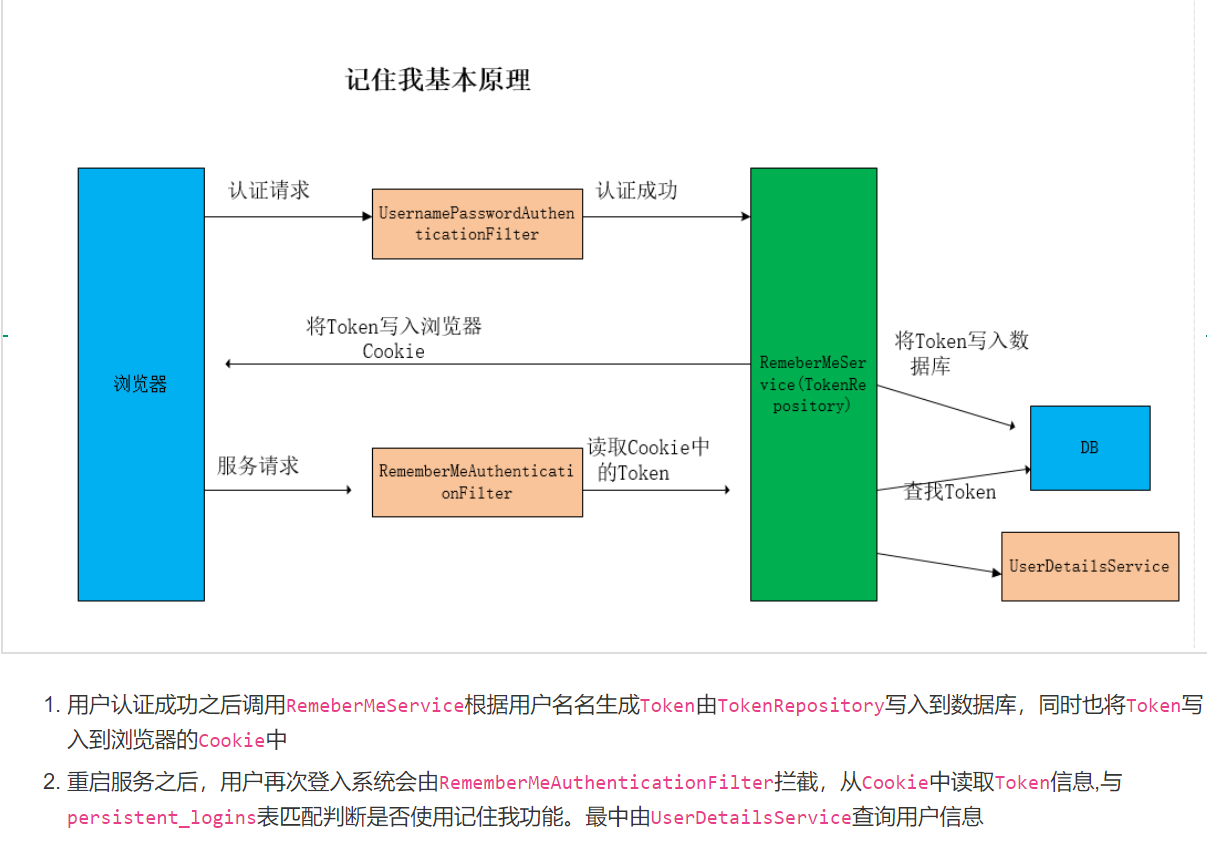 记住我基本原理
认证请求
认证成功
UsernamePasswordAuthen
ticationFilter
将Token写入浏览器
Cookie
将Token写入数
据库
浏览器
RemeberMeSer
vice(TokenRe
pository)
DB
服务请求
RememberMeAuthenticati
onFilter
读取Cookie中
的Token
查找Token
UserDetailsService
1. 用户认证成功之后调用RemeberMeService根据用户名名生成Token由TokenRepository写入到数据库，同时也将Token写
入到浏览器的Cookie中
2. 重启服务之后，用户再次登入系统会由RememberMeAuthenticationFilter拦截，从Cookie中读取Token信息,与
persistent_logins表匹配判断是否使用记住我功能。最中由UserDetailsService查询用户信息